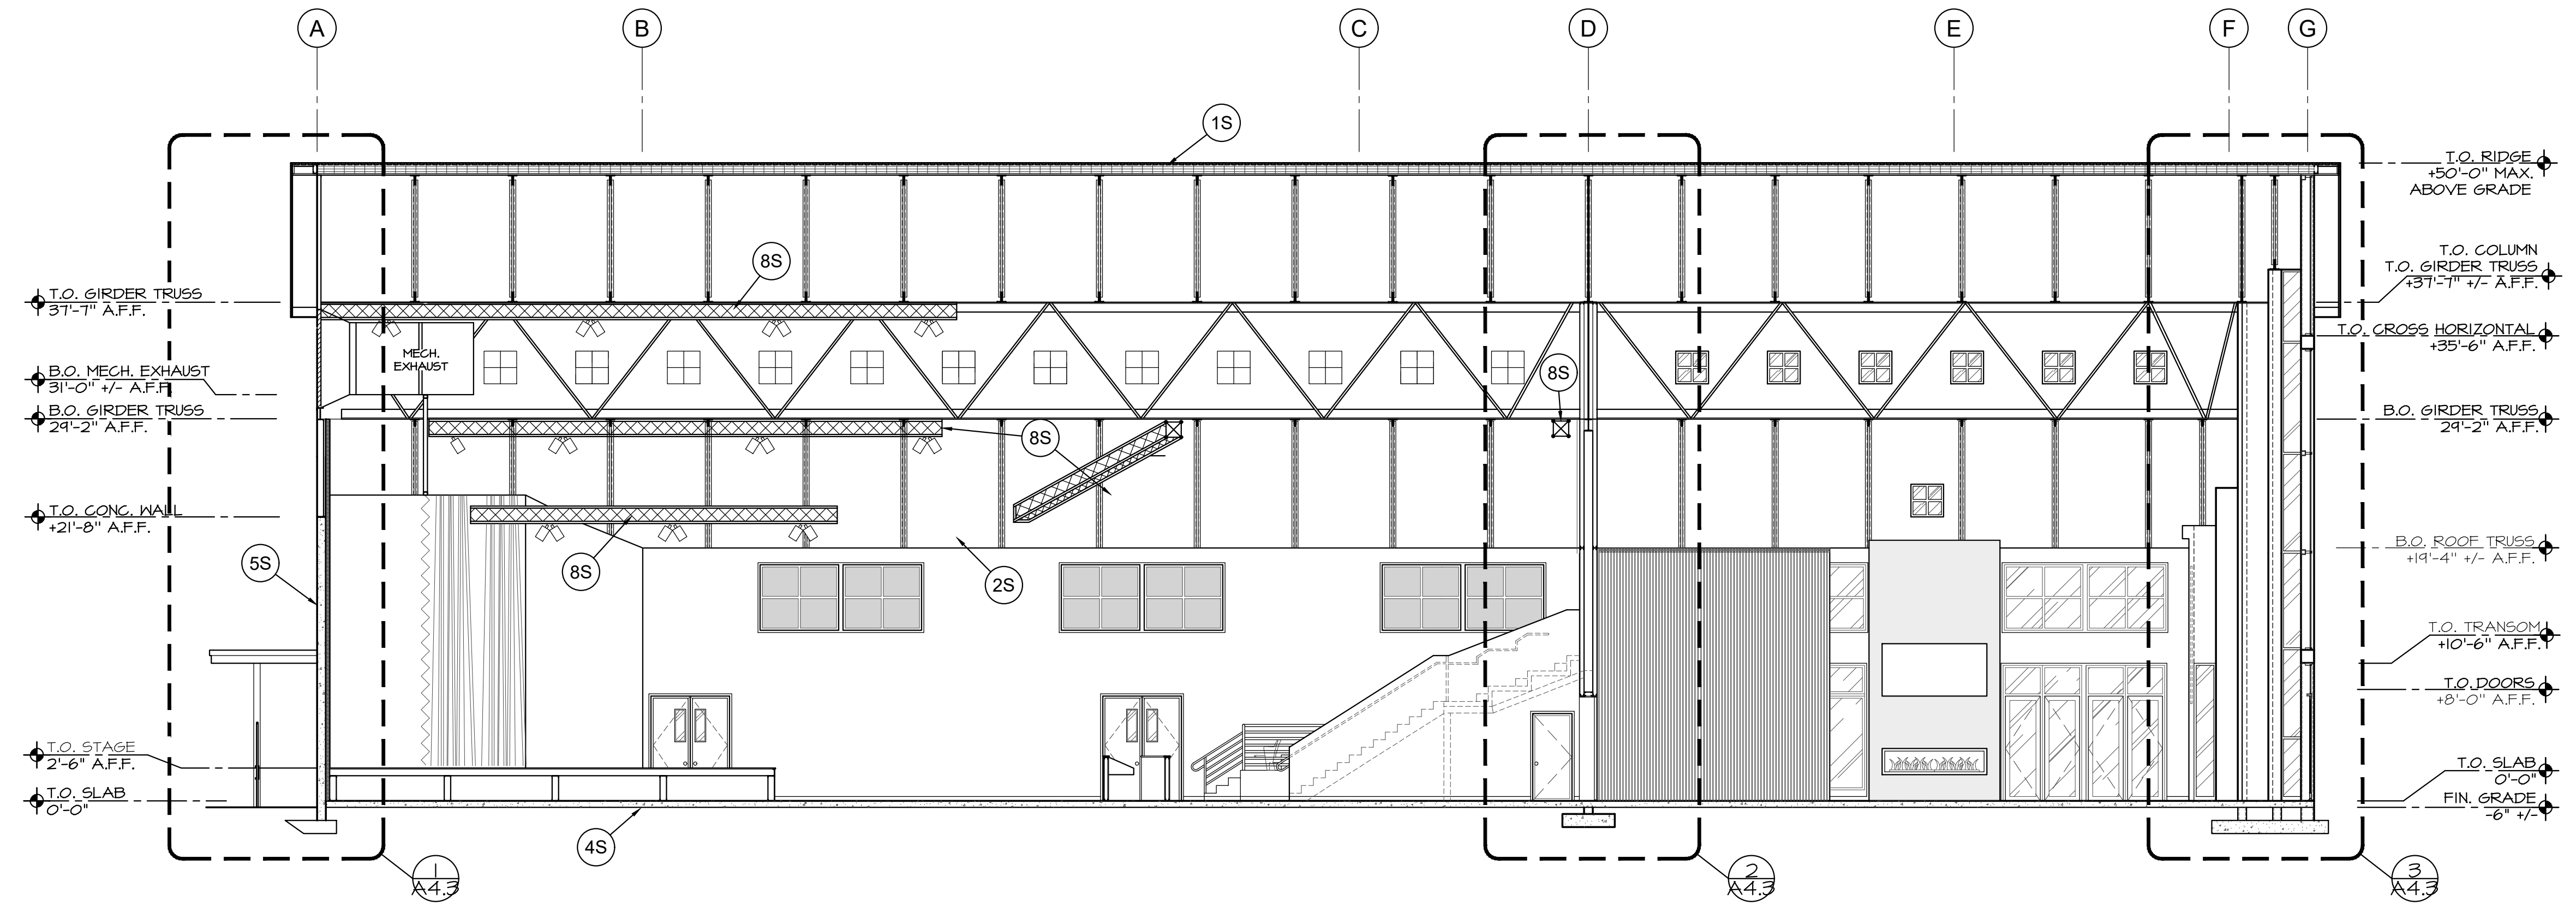 A
B
C
D
E
F
G
1S
T.O. RIDGE
+50'-0" MAX.
ABOVE GRADE
8S
T.O. COLUMN
T.O. GIRDER TRUSS
+37'-7" +/- A.F.F.
T.O. GIRDER TRUSS
37'-7" A.F.F.
T.O. CROSS HORIZONTAL
+35'-6" A.F.F.
MECH.
EXHAUST
B.O. MECH. EXHAUST
31'-0" +/- A.F.F.
8S
B.O. GIRDER TRUSS
29'-2" A.F.F.
B.O. GIRDER TRUSS
29'-2" A.F.F.
8S
T.O. CONC. WALL
+21'-8" A.F.F.
B.O. ROOF TRUSS
+19'-4" +/- A.F.F.
5S
8S
2S
T.O. TRANSOM
+10'-6" A.F.F.
T.O. DOORS
+8'-0" A.F.F.
T.O. STAGE
2'-6" A.F.F.
T.O. SLAB
0'-0"
T.O. SLAB
0'-0"
FIN. GRADE
-6" +/-
4S
1
A4.3
2
A4.3
3
A4.3